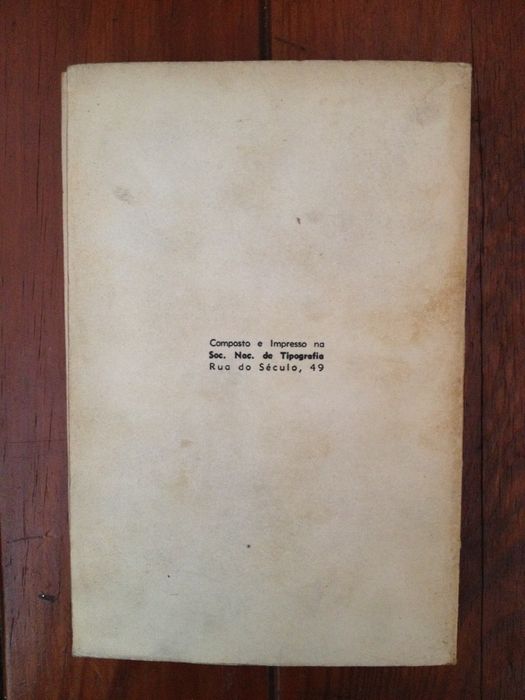 Composto e Impresso na
Soc. Nac. de Tipografia
Rua do Século, 49